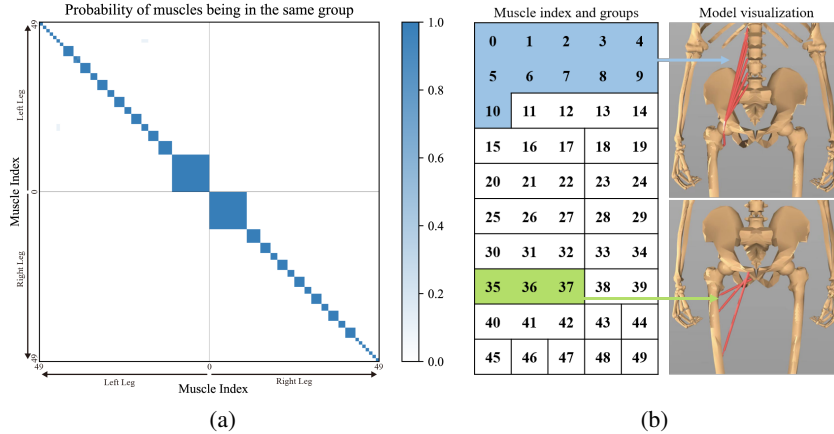 Probability of muscles being in the same group
49
Left Leg
Muscle Index
0
Right Leg
49
49
0
49
Left Leg
Right Leg
Muscle Index
1.0
0.8
0.6
0.4
0.2
0.0
(a)
Muscle index and groups
0 1 2 3 4
5 6 7 8 9
10 11 12 13 14
15 16 17 18 19
20 21 22 23 24
25 26 27 28 29
30 31 32 33 34
35 36 37 38 39
40 41 42 43 44
45 46 47 48 49
Model visualization
(b)